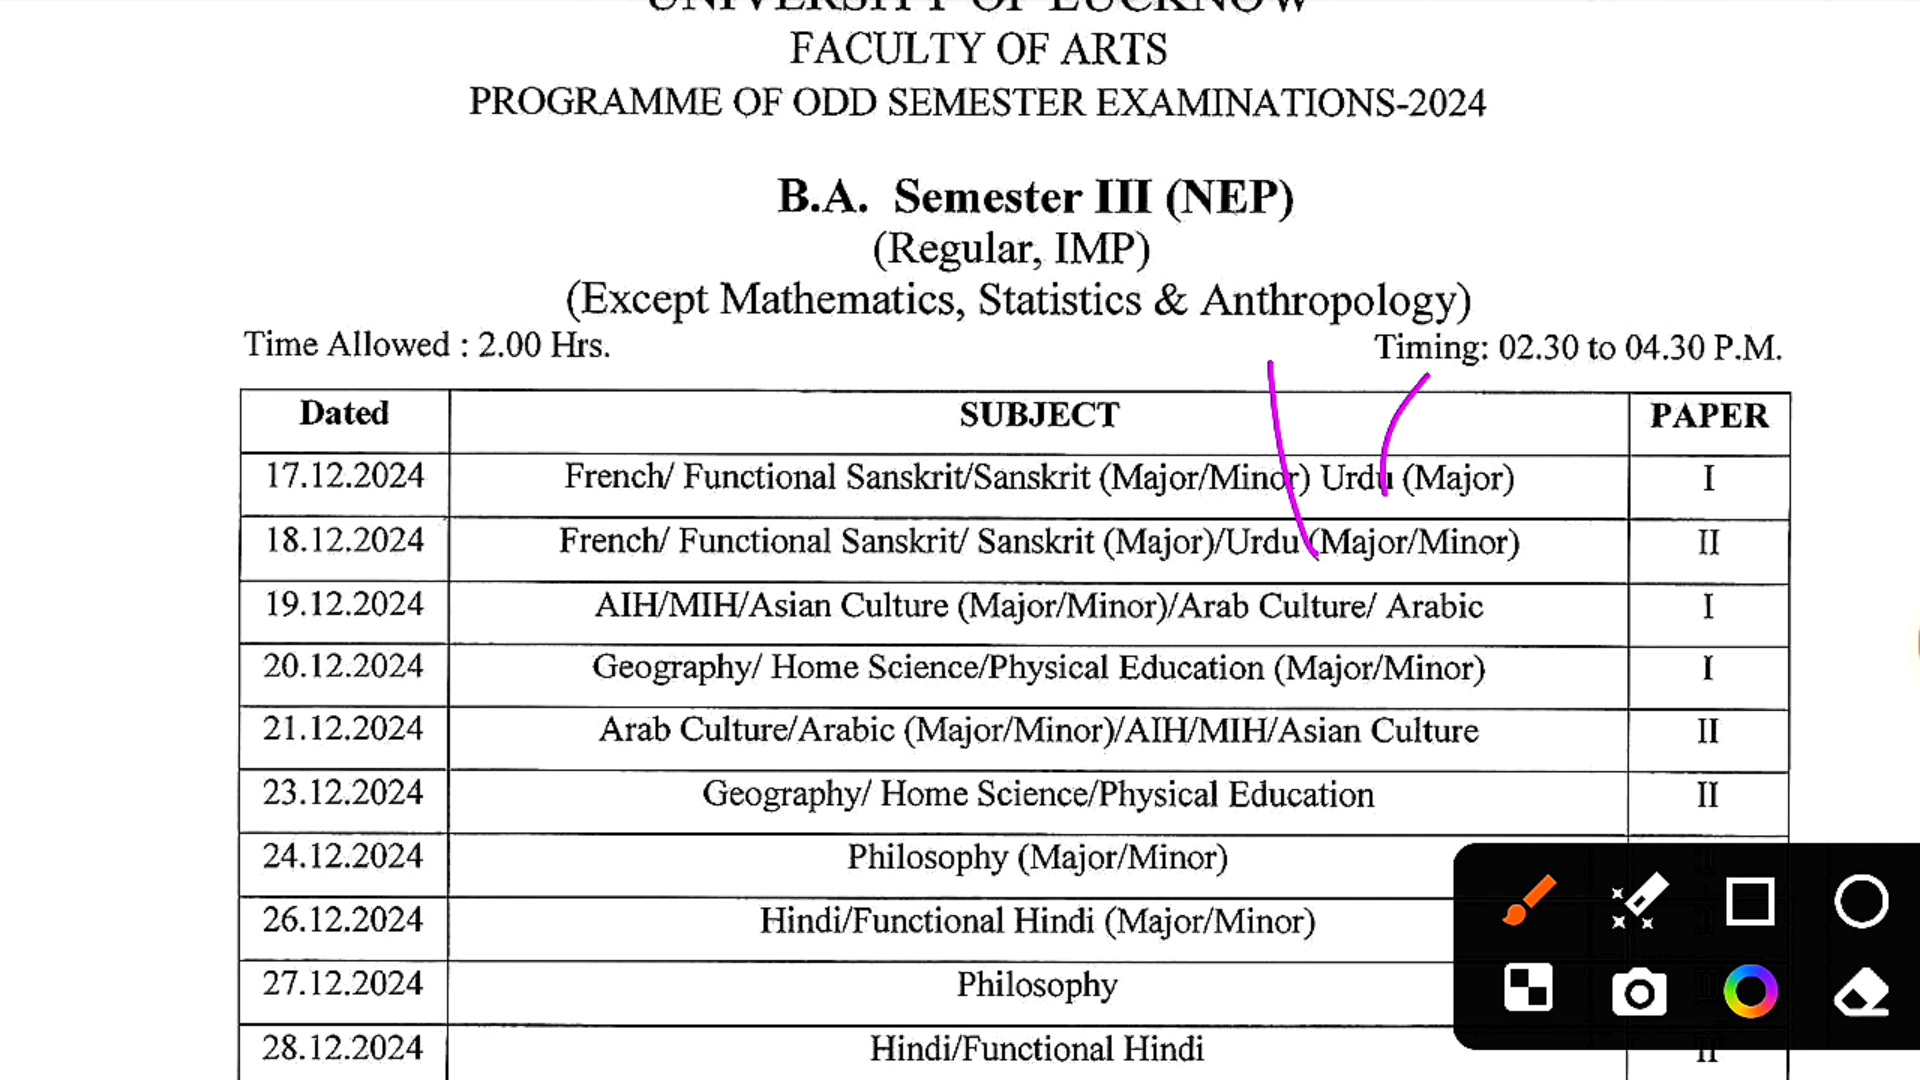 UNIVERSITY OF LUCKNOW
FACULTY OF ARTS
PROGRAMME OF ODD SEMESTER EXAMINATIONS-2024
B.A. Semester III (NEP)
(Regular, IMP)
(Except Mathematics, Statistics & Anthropology)
Time Allowed : 2.00 Hrs. Timing: 02.30 to 04.30 P.M.
Dated SUBJECT PAPER
17.12.2024 French/ Functional Sanskrit/Sanskrit (Major/Minor) Urdu (Major) I
18.12.2024 French/ Functional Sanskrit/ Sanskrit (Major)/Urdu (Major/Minor) II
19.12.2024 AIH/MIH/Asian Culture (Major/Minor)/Arab Culture/ Arabic I
20.12.2024 Geography/ Home Science/Physical Education (Major/Minor) I
21.12.2024 Arab Culture/Arabic (Major/Minor)/AIH/MIH/Asian Culture II
23.12.2024 Geography/ Home Science/Physical Education II
24.12.2024 Philosophy (Major/Minor)
26.12.2024 Hindi/Functional Hindi (Major/Minor)
27.12.2024 Philosophy
28.12.2024 Hindi/Functional Hindi II